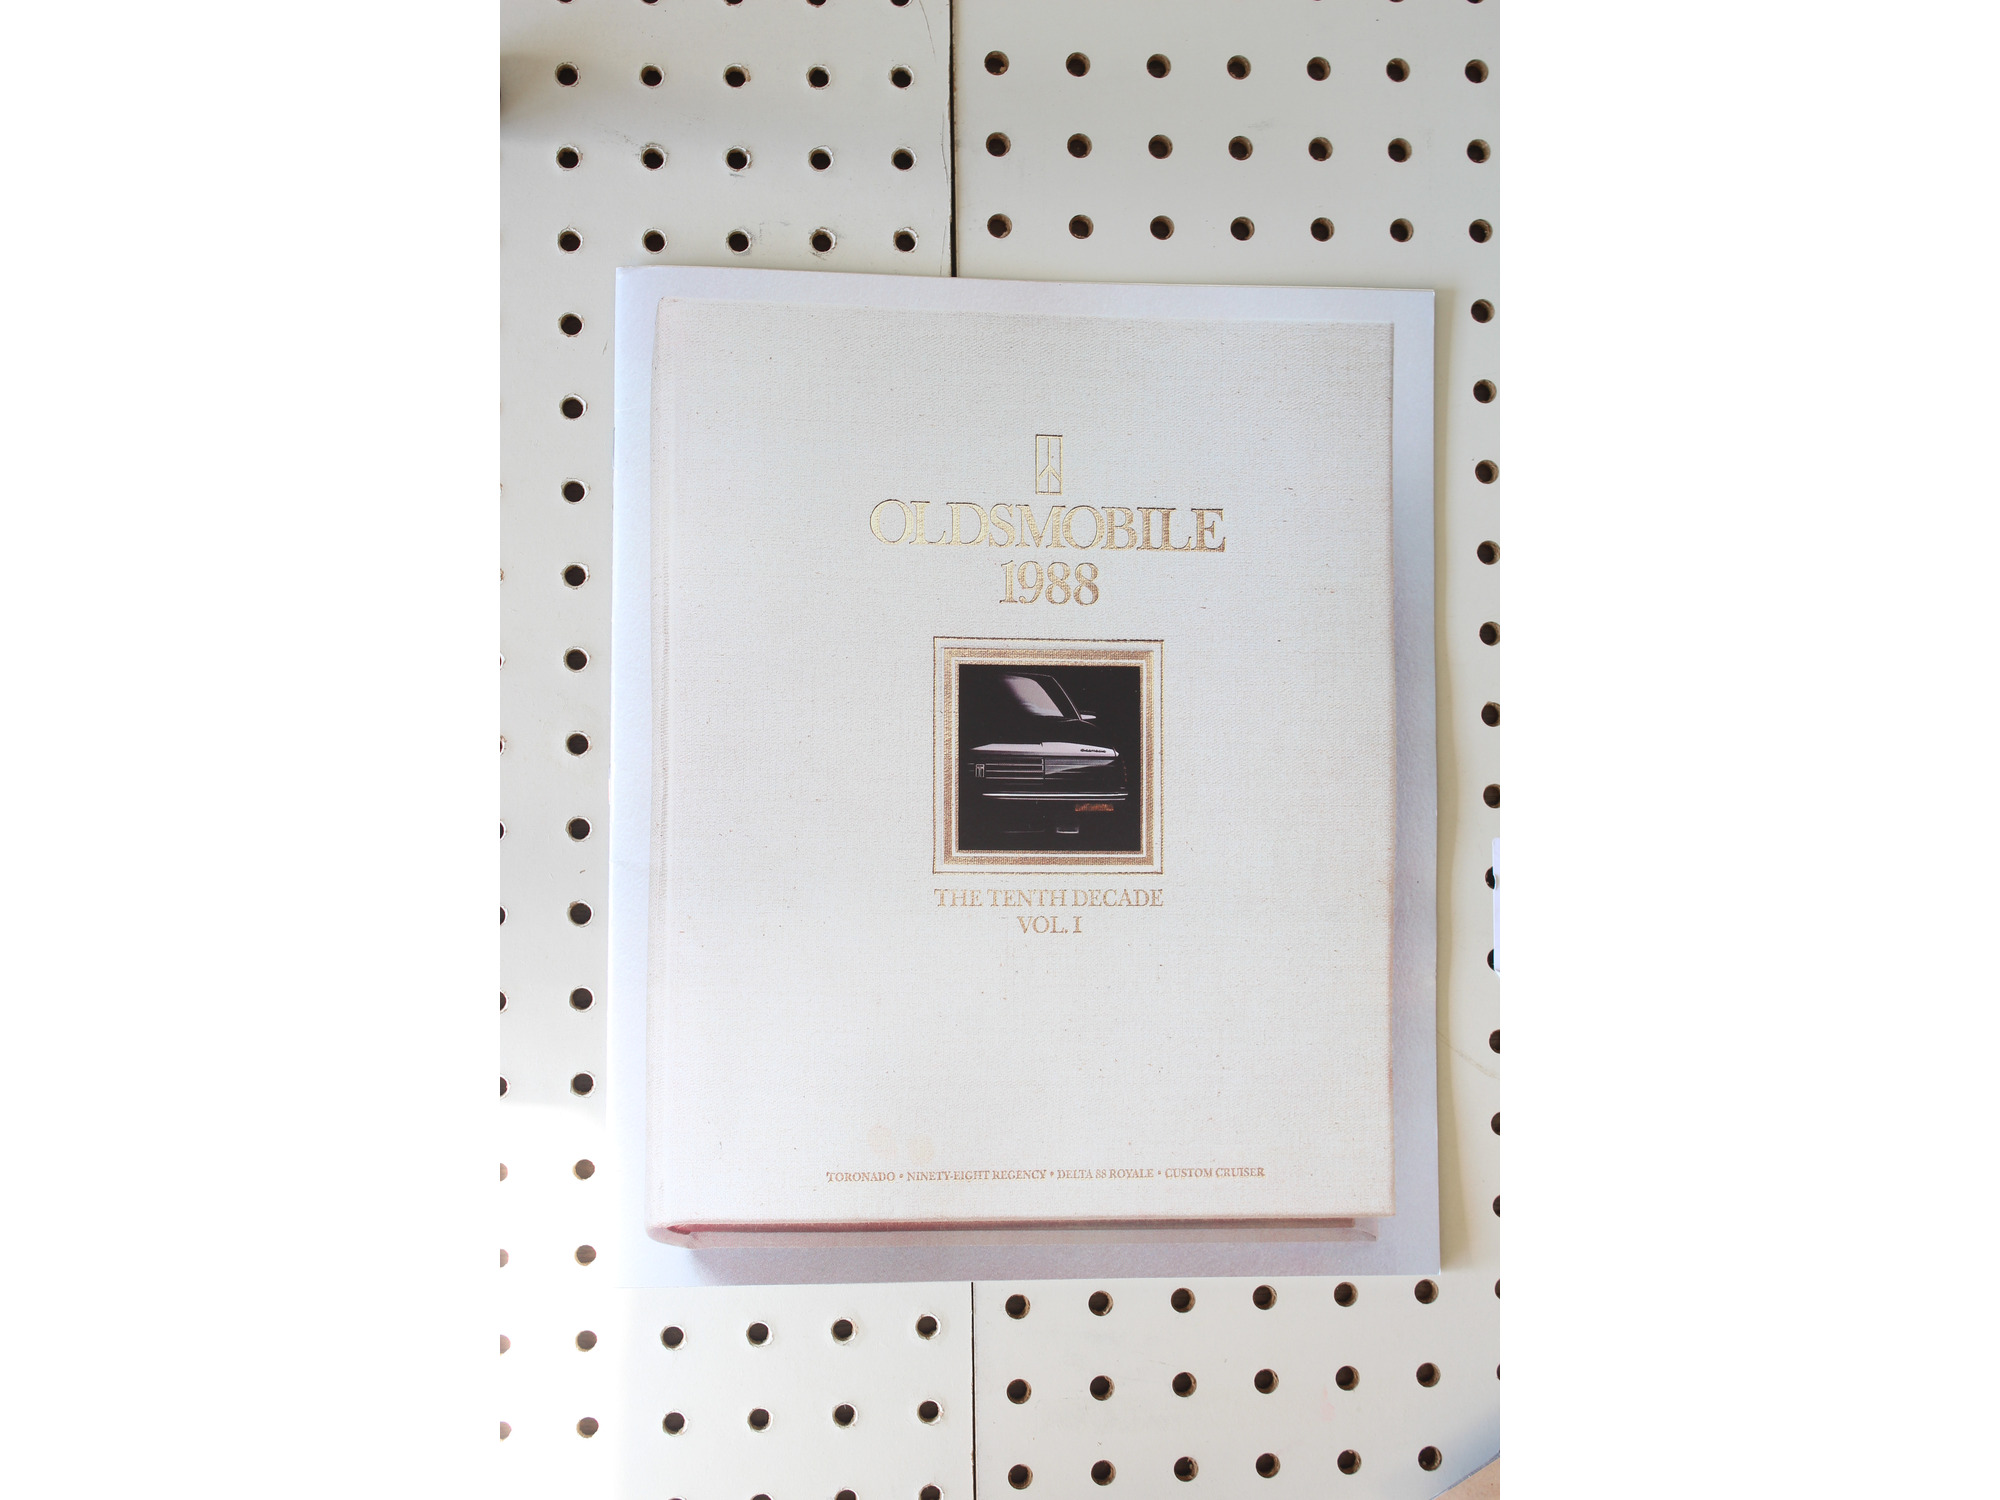 OLDSMOBILE
1988
THE TENTH DECADE
VOL. I
TORONADO • NINETY-EIGHT REGENCY • DELTA 88 ROYALE • CUSTOM CRUISER